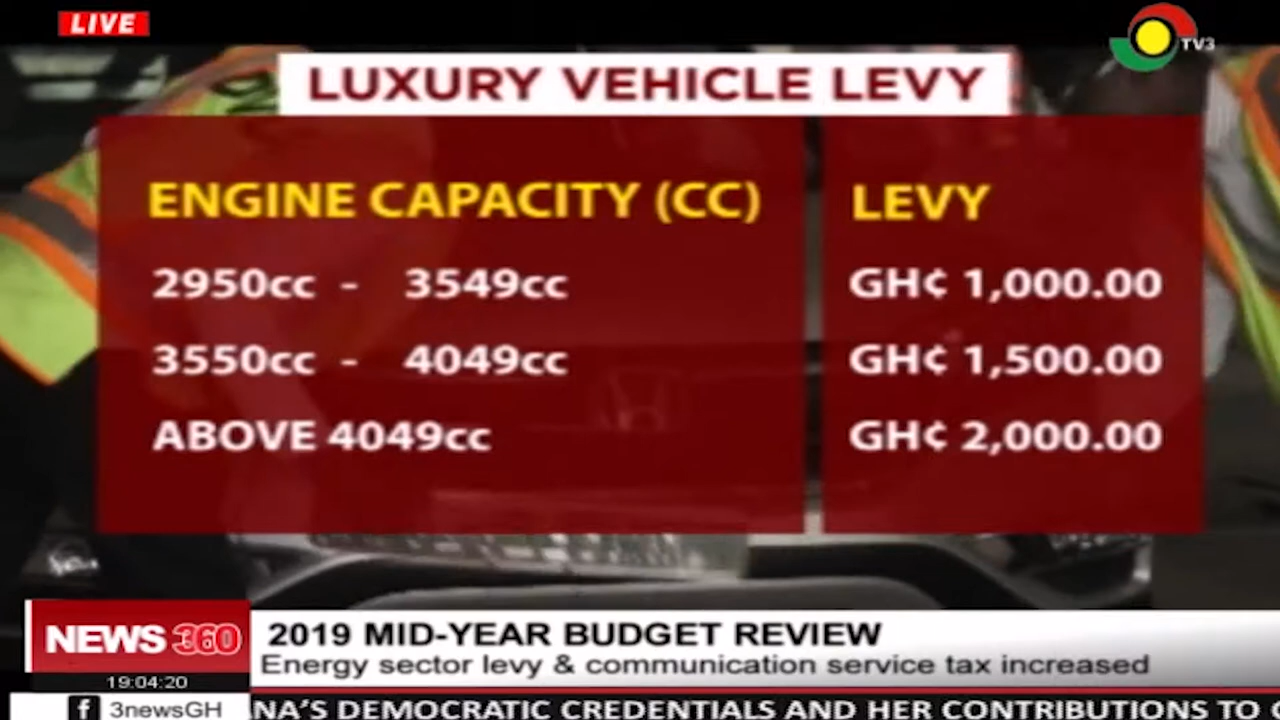 LIVE
TV3
LUXURY VEHICLE LEVY
ENGINE CAPACITY (CC) LEVY
2950cc - 3549cc GH¢ 1,000.00
3550cc - 4049cc GH¢ 1,500.00
ABOVE 4049cc GH¢ 2,000.00
NEWS 360
2019 MID-YEAR BUDGET REVIEW
Energy sector levy & communication service tax increased
19:04:20
f 3newsGH
DEMOCRATIC CREDENTIALS AND HER CONTRIBUTIONS TO